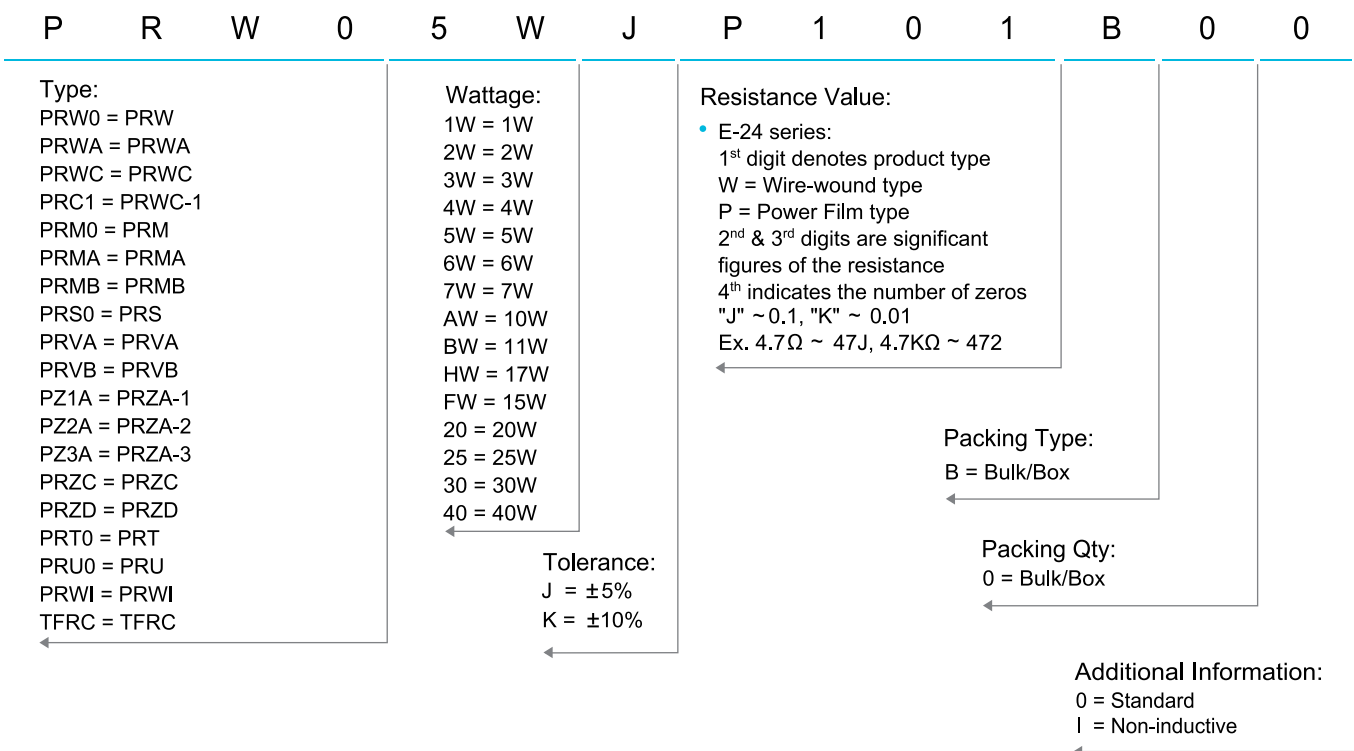 P R W 0 5 W J P 1 0 1 B 0 0
Type:
PRW0 = PRW
PRWA = PRWA
PRWC = PRWC
PRC1 = PRWC-1
PRM0 = PRM
PRMA = PRMA
PRMB = PRMB
PRS0 = PRS
PRVA = PRVA
PRVB = PRVB
PZ1A = PRZA-1
PZ2A = PRZA-2
PZ3A = PRZA-3
PRZC = PRZC
PRZD = PRZD
PRT0 = PRT
PRU0 = PRU
PRWI = PRWI
TFRC = TFRC
Wattage:
1W = 1W
2W = 2W
3W = 3W
4W = 4W
5W = 5W
6W = 6W
7W = 7W
AW = 10W
BW = 11W
HW = 17W
FW = 15W
20 = 20W
25 = 25W
30 = 30W
40 = 40W
Tolerance:
J = ±5%
K = ±10%
Resistance Value:
• E-24 series:
1st digit denotes product type
W = Wire-wound type
P = Power Film type
2nd & 3rd digits are significant
figures of the resistance
4th indicates the number of zeros
"J" ~ 0.1, "K" ~ 0.01
Ex. 4.7Ω ~ 47J, 4.7KΩ ~ 472
Packing Type:
B = Bulk/Box
Packing Qty:
0 = Bulk/Box
Additional Information:
0 = Standard
I = Non-inductive